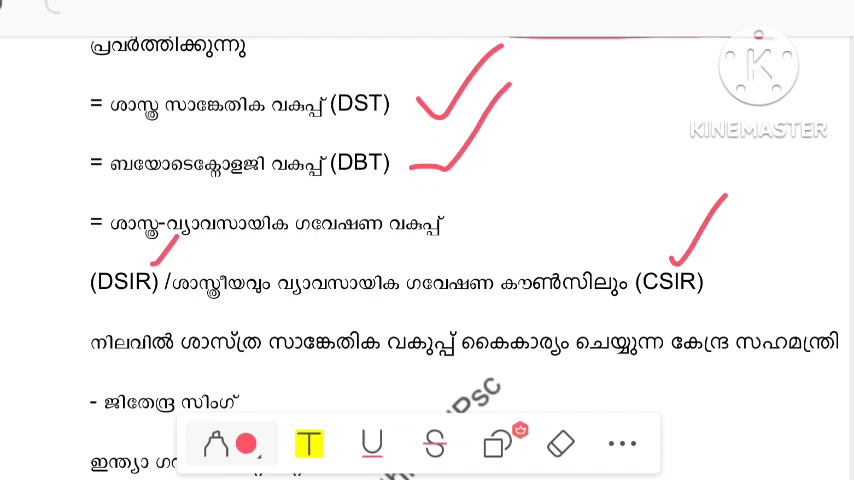 പ്രവർത്തിക്കുന്നു
= ശാസ്ത്ര സാങ്കേതിക വകുപ്പ് (DST)
= ബയോടെക്നോളജി വകുപ്പ് (DBT)
= ശാസ്ത്ര-വ്യാവസായിക ഗവേഷണ വകുപ്പ്
(DSIR) /ശാസ്ത്രീയവും വ്യാവസായിക ഗവേഷണ കൗൺസിലും (CSIR)
നിലവിൽ ശാസ്ത്ര സാങ്കേതിക വകുപ്പ് കൈകാര്യം ചെയ്യുന്ന കേന്ദ്ര സഹമന്ത്രി
- ജിതേന്ദ്ര സിംഗ്
ഇന്ത്യാ
K
KINEMASTER
T
U
S